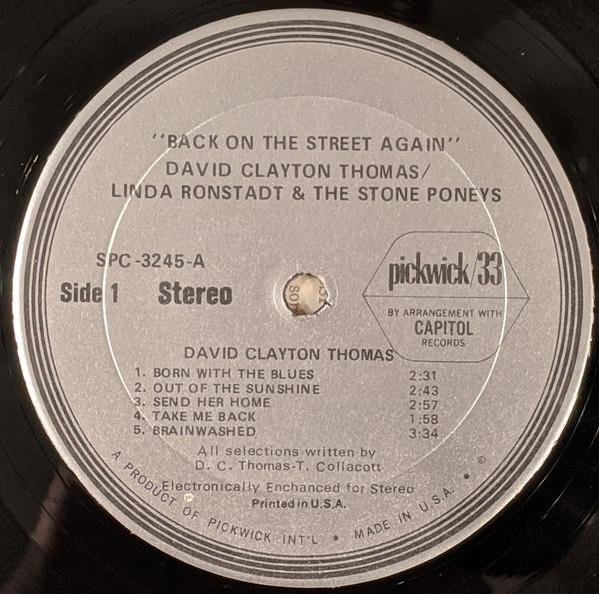 "BACK ON THE STREET AGAIN"
DAVID CLAYTON THOMAS/
LINDA RONSTADT & THE STONE PONEYS
SPC-3245-A
Side 1 Stereo
pickwick/33
BY ARRANGEMENT WITH
CAPITOL
RECORDS
DAVID CLAYTON THOMAS
1. BORN WITH THE BLUES 2:31
2. OUT OF THE SUNSHINE 2:43
3. SEND HER HOME 2:57
4. TAKE ME BACK 1:58
5. BRAINWASHED 3:34
All selections written by
D. C. Thomas-T. Collacott
Electronically Enchanced for Stereo
Printed in U.S.A.
A PRODUCT OF PICKWICK INT'L • MADE IN U.S.A. • ©